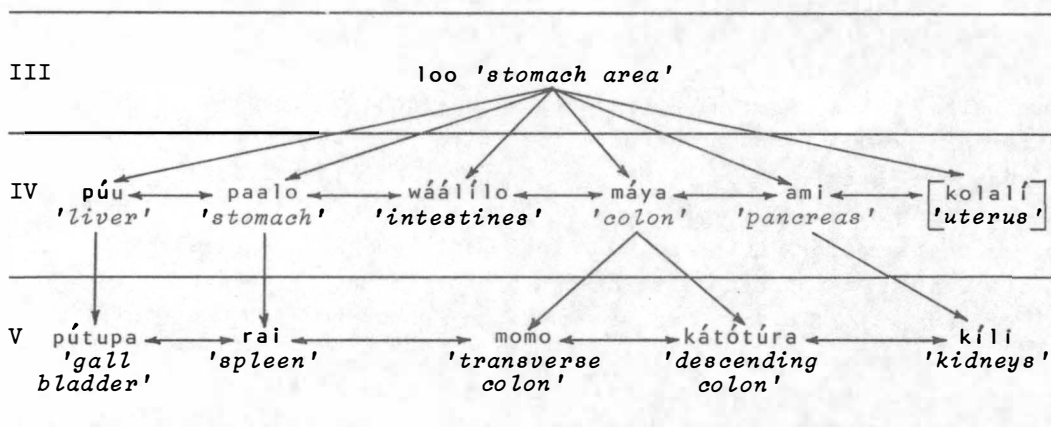 III loo 'stomach area'
IV púu paalo wáálílo máya ami [kolalí
'liver' 'stomach' 'intestines' 'colon' 'pancreas' 'uterus']
V pútupa rai momo kátótúra kíli
'gall 'spleen' 'transverse 'descending 'kidneys'
bladder' colon' colon'